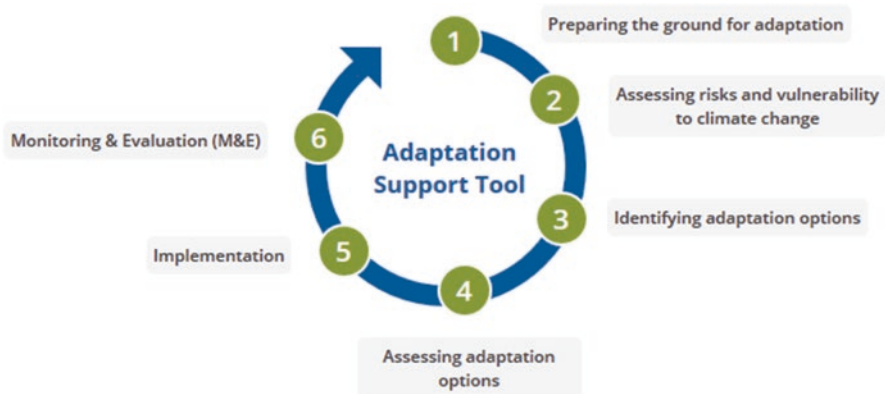 1
Preparing the ground for adaptation
2
Assessing risks and vulnerability
to climate change
3
Identifying adaptation options
4
Assessing adaptation
options
5
Implementation
6
Monitoring & Evaluation (M&E)
Adaptation
Support Tool